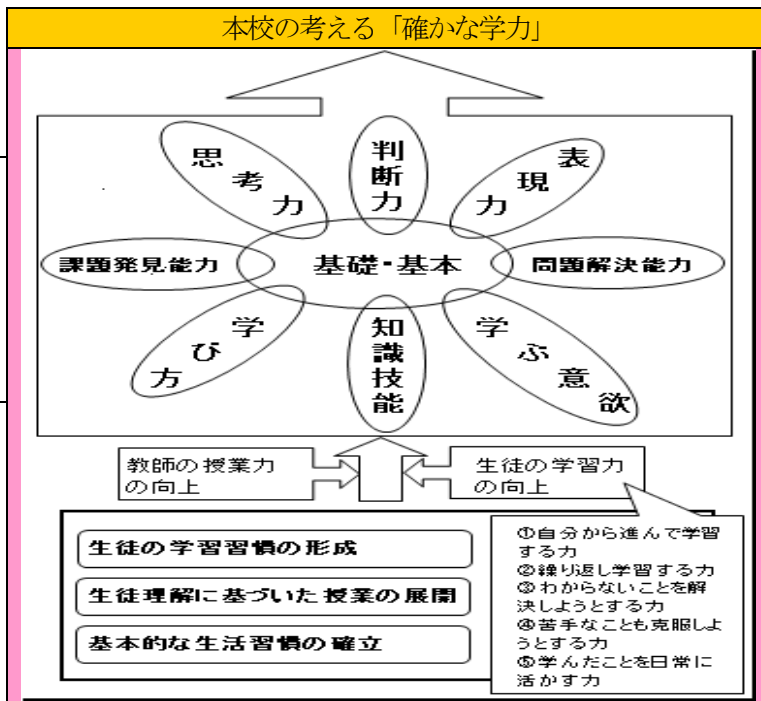 本校の考える「確かな学力」
思考力
判断力
表現力
課題発見能力
基礎・基本
問題解決能力
学び方
知識技能
学ぶ意欲
教師の授業力
の向上
生徒の学習力
の向上
生徒の学習習慣の形成
生徒理解に基づいた授業の展開
基本的な生活習慣の確立
①自分から進んで学習
する力
②繰り返し学習する力
③わからないことを解
決しようとする力
④苦手なことも克服しよ
うとする力
⑤学んだことを日常に
活かす力